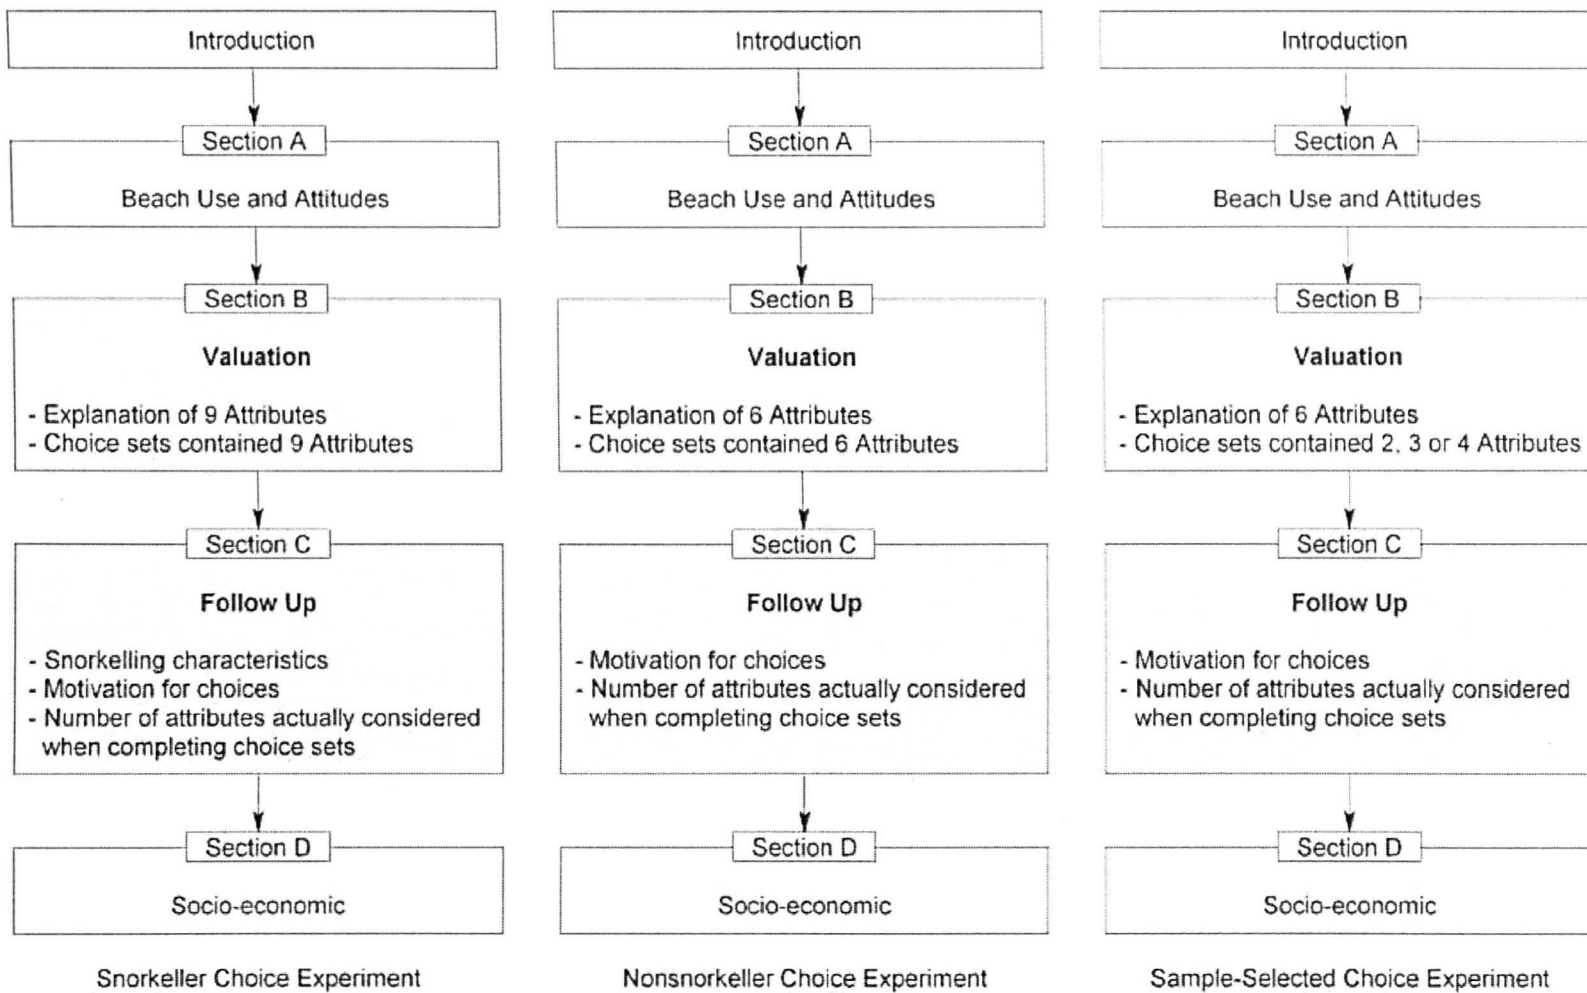 Introduction
Section A
Beach Use and Attitudes
Section B
Valuation
- Explanation of 9 Attributes
- Choice sets contained 9 Attributes
Section C
Follow Up
- Snorkelling characteristics
- Motivation for choices
- Number of attributes actually considered
when completing choice sets
Section D
Socio-economic
Snorkeller Choice Experiment
Introduction
Section A
Beach Use and Attitudes
Section B
Valuation
- Explanation of 6 Attributes
- Choice sets contained 6 Attributes
Section C
Follow Up
- Motivation for choices
- Number of attributes actually considered
when completing choice sets
Section D
Socio-economic
Nonsnorkeller Choice Experiment
Introduction
Section A
Beach Use and Attitudes
Section B
Valuation
- Explanation of 6 Attributes
- Choice sets contained 2, 3 or 4 Attributes
Section C
Follow Up
- Motivation for choices
- Number of attributes actually considered
when completing choice sets
Section D
Socio-economic
Sample-Selected Choice Experiment